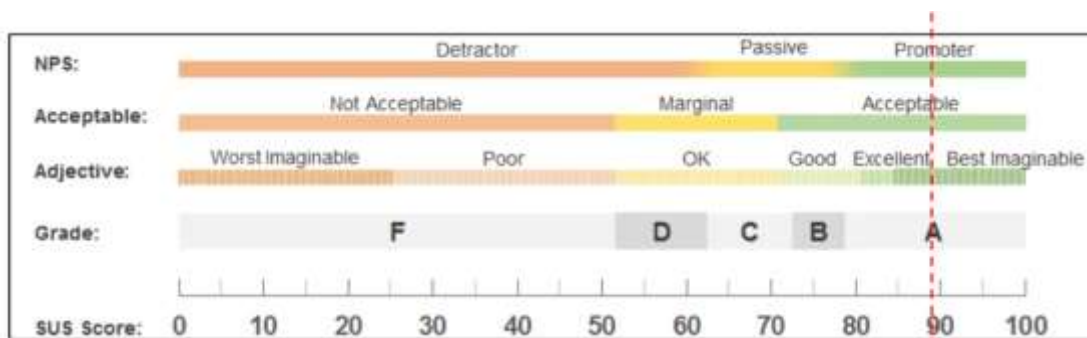 NPS: Detractor Passive Promoter
Acceptable: Not Acceptable Marginal Acceptable
Adjective: Worst Imaginable Poor OK Good Excellent Best Imaginable
Grade: F D C B A
SUS Score: 0 10 20 30 40 50 60 70 80 90 100